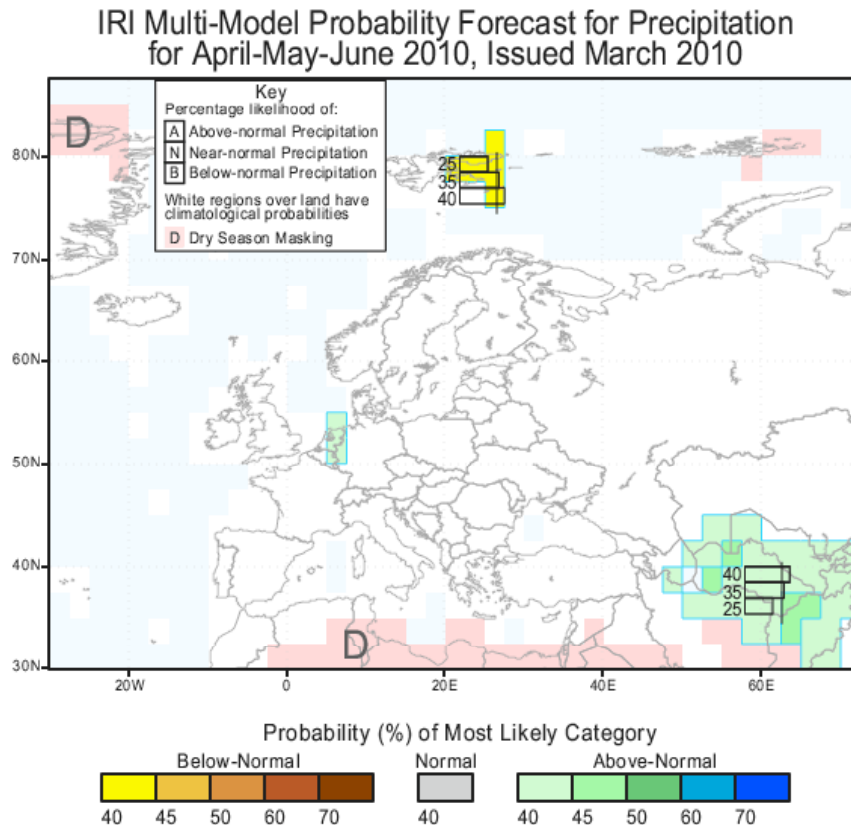 IRI Multi-Model Probability Forecast for Precipitation
for April-May-June 2010, Issued March 2010
Key
Percentage likelihood of:
A Above-normal Precipitation
N Near-normal Precipitation
B Below-normal Precipitation
White regions over land have
climatological probabilities
D Dry Season Masking
D
80N
25
35
40
70N
60N
50N
40N
40
35
25
D
30N
20W 0 20E 40E 60E
Probability (%) of Most Likely Category
Below-Normal Normal Above-Normal
40 45 50 60 70 40 40 45 50 60 70